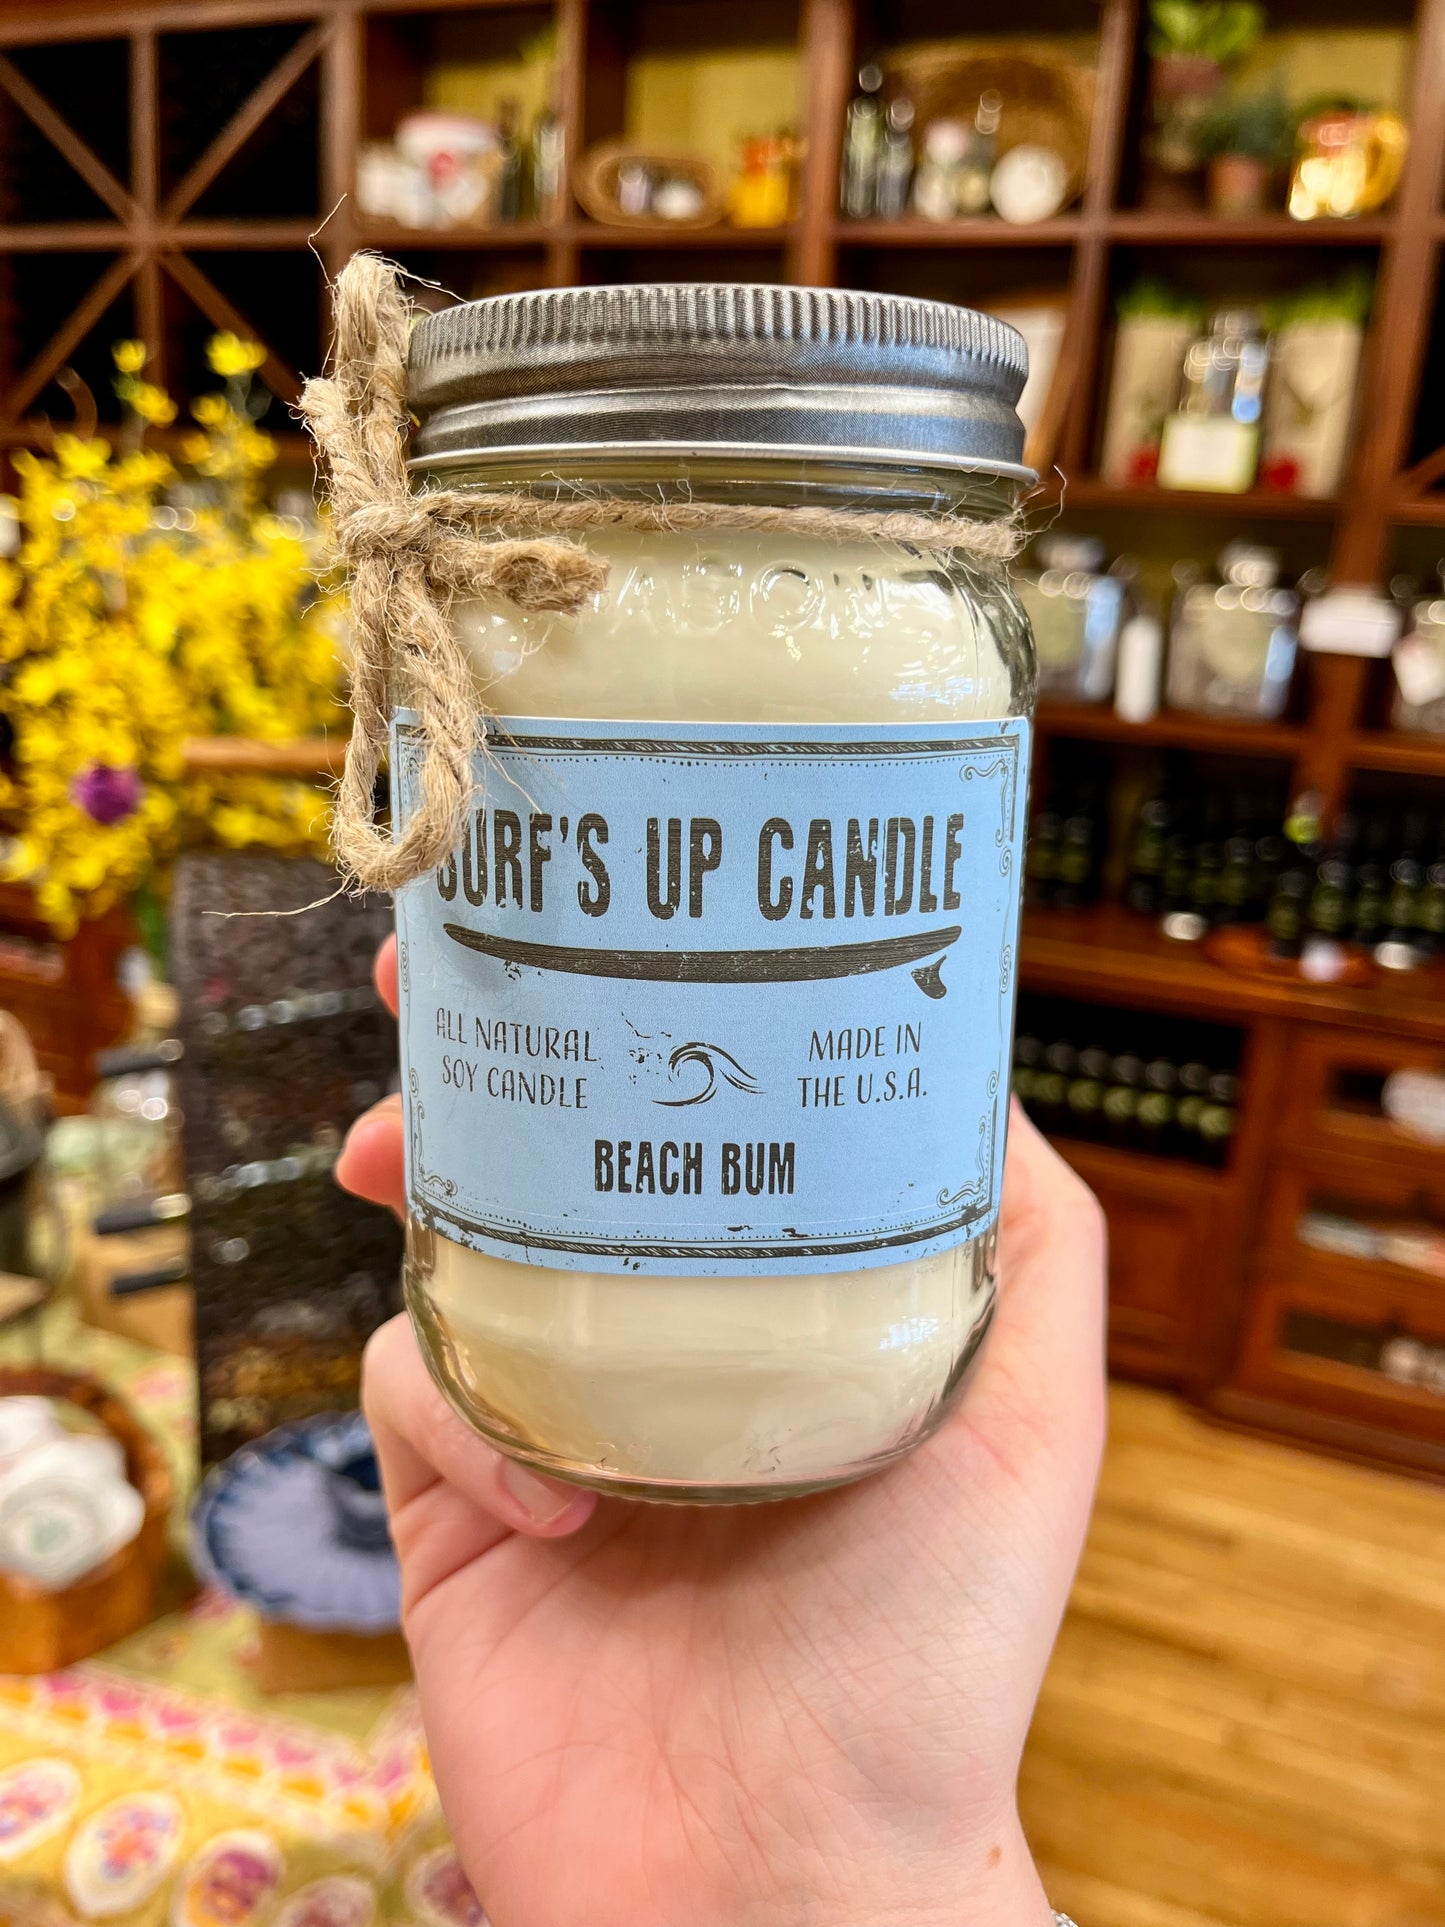 SURF'S UP CANDLE
ALL NATURAL
SOY CANDLE
MADE IN
THE U.S.A.
BEACH BUM